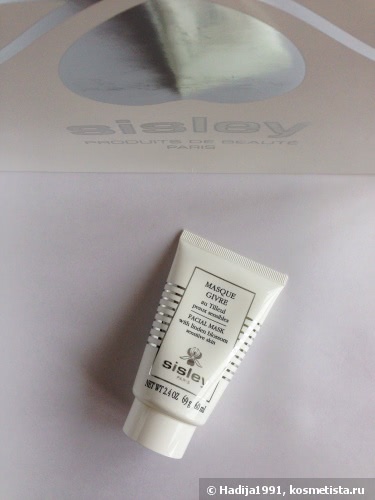 sisley
PRODUITS DE BEAUTÉ
PARIS
MASQUE
GIVRE
au Tilleul
peaux sensibles
FACIAL MASK
with linden blossom
sensitive skin
sisley
PARIS
NET WT 2.4 OZ. 69 g 60 ml
© Hadija1991, kosmetista.ru